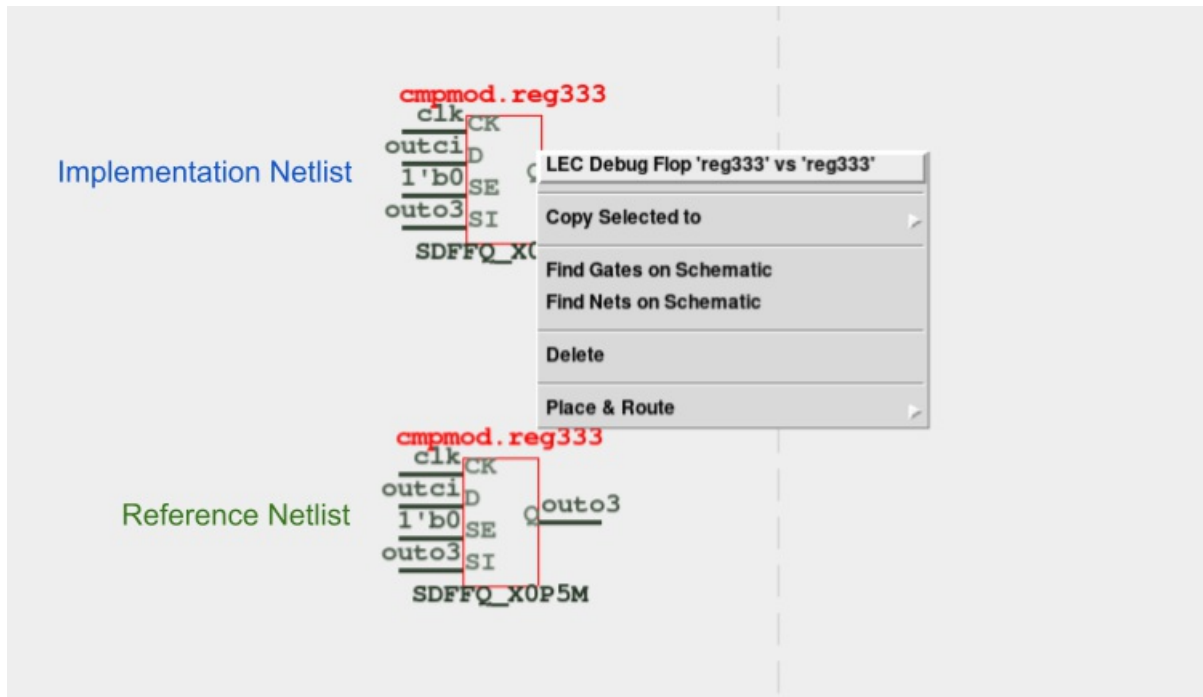 cmpmod.reg333
clk
CK
outci
D
Implementation Netlist
1'b0
SE
outo3
SI
SDFFQ_X0
LEC Debug Flop 'reg333' vs 'reg333'
Copy Selected to
Find Gates on Schematic
Find Nets on Schematic
Delete
Place & Route
cmpmod.reg333
clk
CK
outci
D
Q
outo3
Reference Netlist
1'b0
SE
outo3
SI
SDFFQ_X0P5M